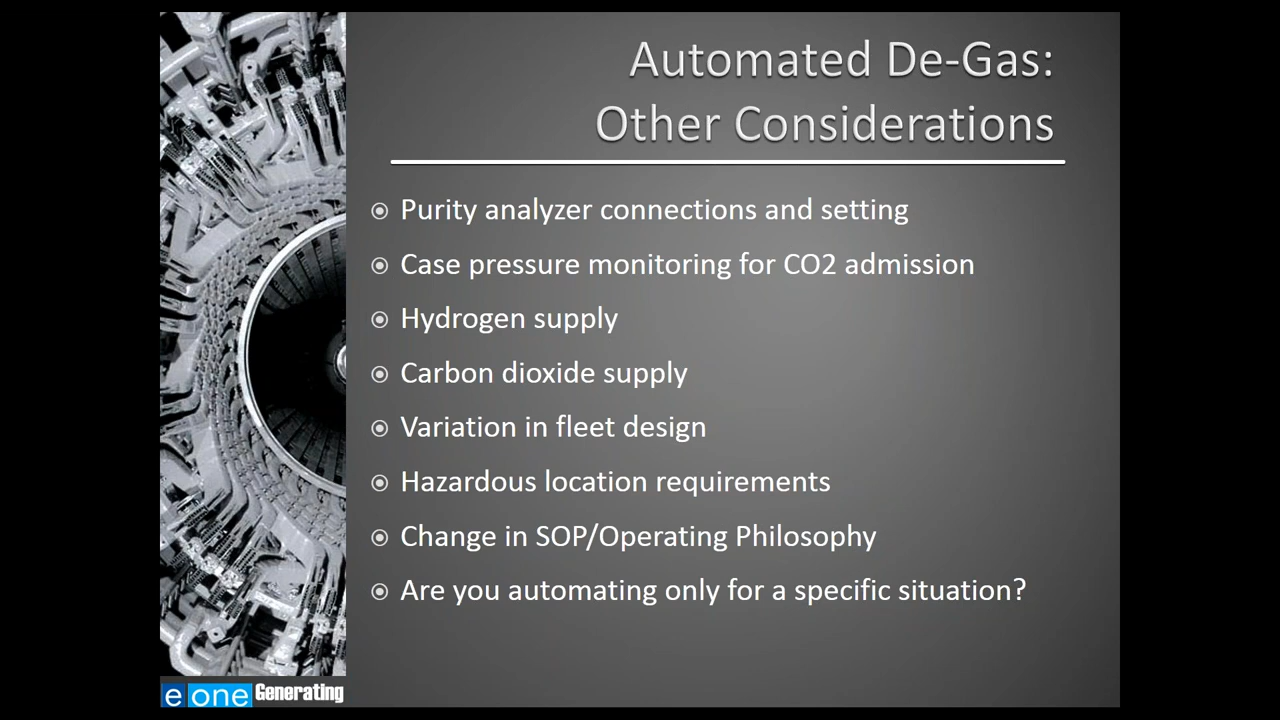 Automated De-Gas:
Other Considerations
Purity analyzer connections and setting
Case pressure monitoring for CO2 admission
Hydrogen supply
Carbon dioxide supply
Variation in fleet design
Hazardous location requirements
Change in SOP/Operating Philosophy
Are you automating only for a specific situation?
e one Generating